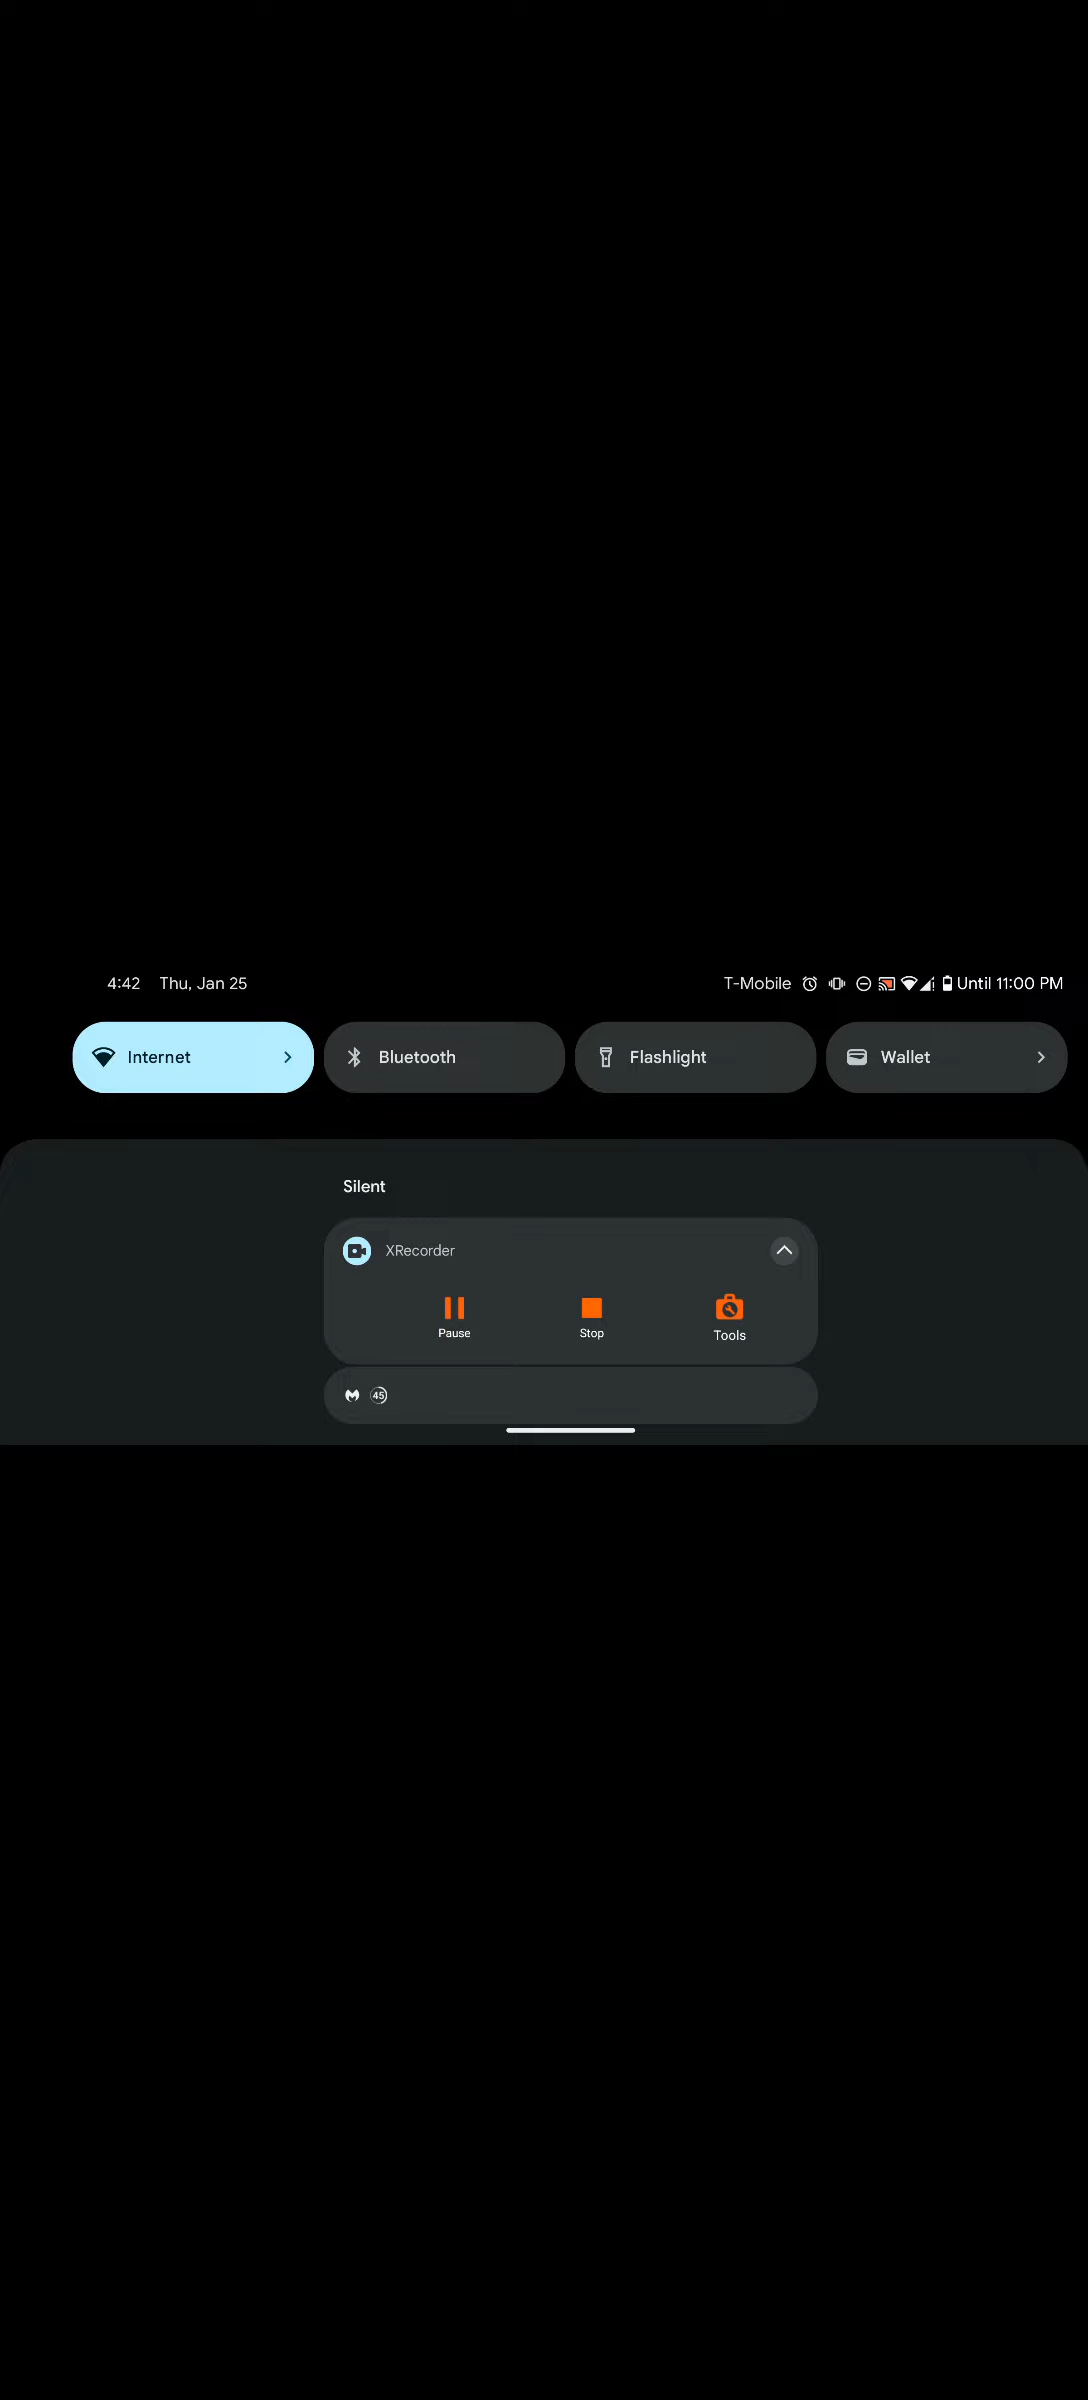 4:42 Thu, Jan 25 T-Mobile Until 11:00 PM
Internet Bluetooth Flashlight Wallet
Silent
XRecorder
Pause Stop Tools
45